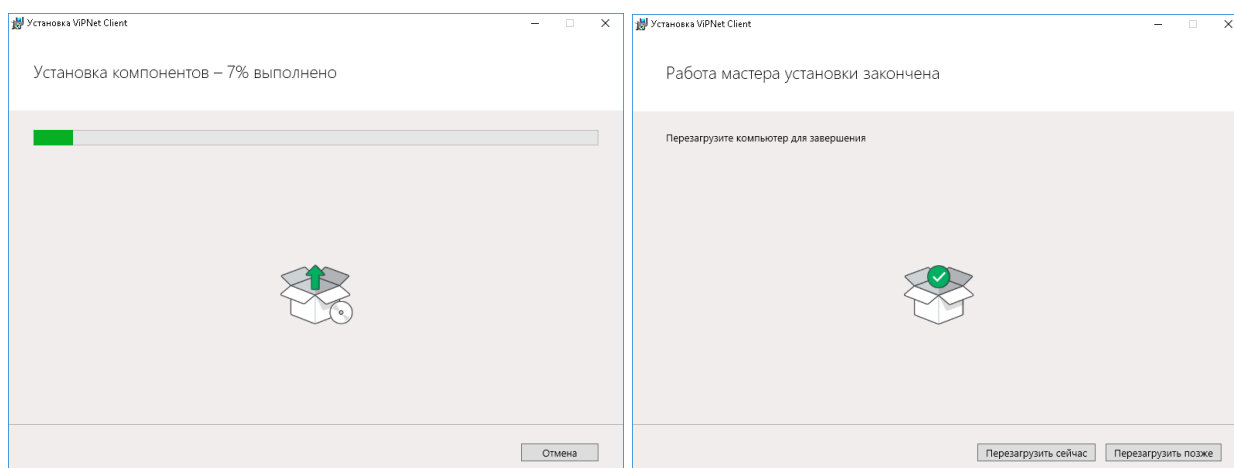 Установка ViPNet Client
Установка компонентов – 7% выполнено
Отмена
Установка ViPNet Client
Работа мастера установки закончена
Перезагрузите компьютер для завершения
Перезагрузить сейчас
Перезагрузить позже